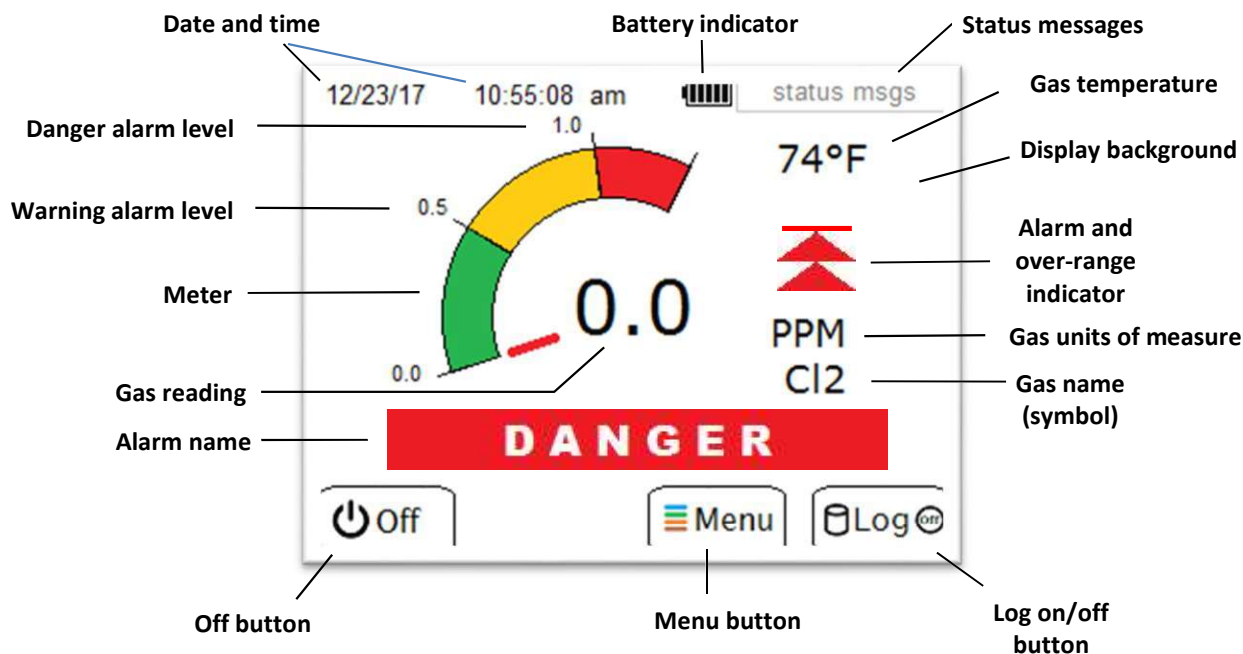 Date and time
Battery indicator
Status messages
12/23/17
10:55:08 am
status msgs
Gas temperature
Danger alarm level
1.0
74°F
Display background
Warning alarm level
0.5
Alarm and
over-range
indicator
Meter
0.0
PPM
Gas units of measure
0.0
Cl2
Gas name
(symbol)
Gas reading
Alarm name
DANGER
Off
Menu
Log Off
Off button
Menu button
Log on/off
button